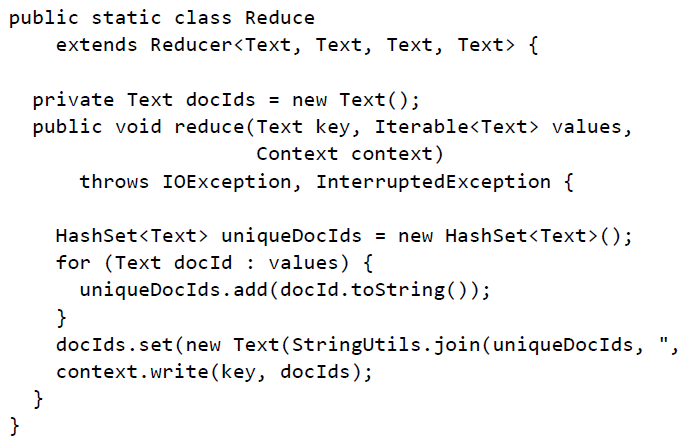 public static class Reduce
    extends Reducer<Text, Text, Text, Text> {

  private Text docIds = new Text();
  public void reduce(Text key, Iterable<Text> values,
                     Context context)
      throws IOException, InterruptedException {

    HashSet<Text> uniqueDocIds = new HashSet<Text>();
    for (Text docId : values) {
      uniqueDocIds.add(docId.toString());
    }
    docIds.set(new Text(StringUtils.join(uniqueDocIds, ",
    context.write(key, docIds);
  }
}